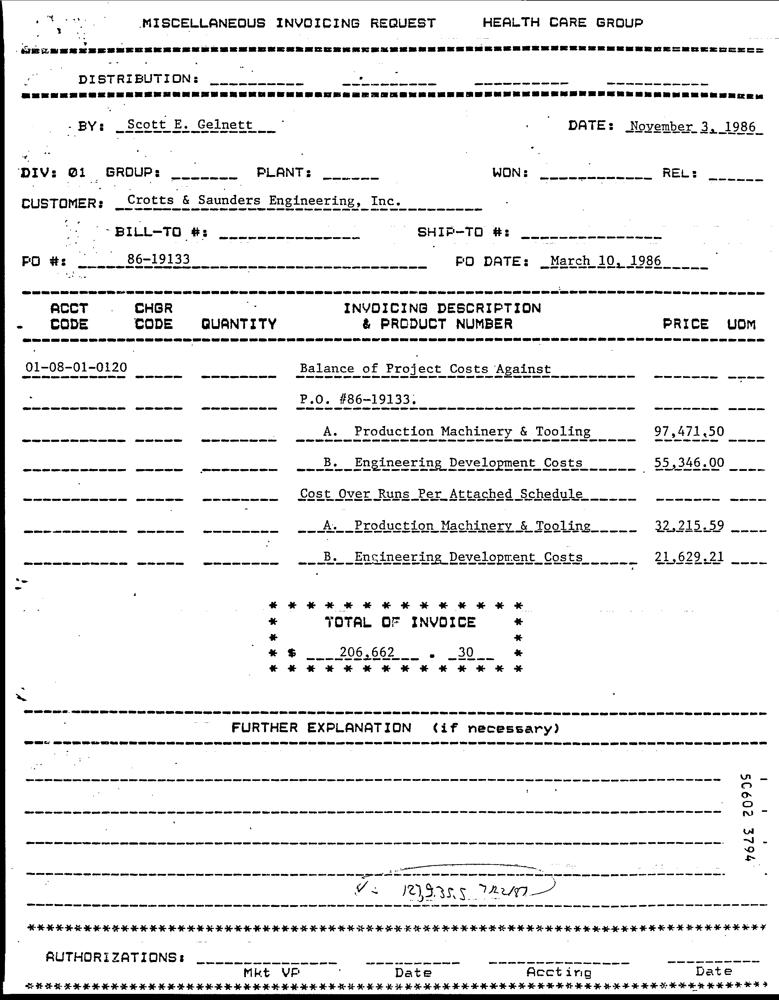 MISCELLANEOUS INVOICING REQUEST HEALTH CARE GROUP
DISTRIBUTION:
BY: Scott E. Gelnett DATE: November 3, 1986
DIV: 01 GROUP: PLANT: WON: REL:
CUSTOMER: Crotts & Saunders Engineering, Inc.
BILL-TO #: SHIP-TO #:
PO #: 86-19133 PO DATE: March 10, 1986
ACCT CHGR INVOICING DESCRIPTION
CODE CODE QUANTITY & PRODUCT NUMBER PRICE UOM
01-08-01-0120 Balance of Project Costs Against
P.O. #86-19133:
A. Production Machinery & Tooling 97,471.50
B. Engineering Development Costs 55,346.00
Cost Over Runs Per Attached Schedule
A. Production Machinery & Tooling 32,215.59
B. Engineering Development Costs 21,629.21
* * * * * * * * * * * * * *
* TOTAL OF INVOICE *
* *
* $ 206,662 . 30 *
* * * * * * * * * * * * * *
FURTHER EXPLANATION (if necessary)
50602 3794
AUTHORIZATIONS:
Mkt VP Date Accting Date